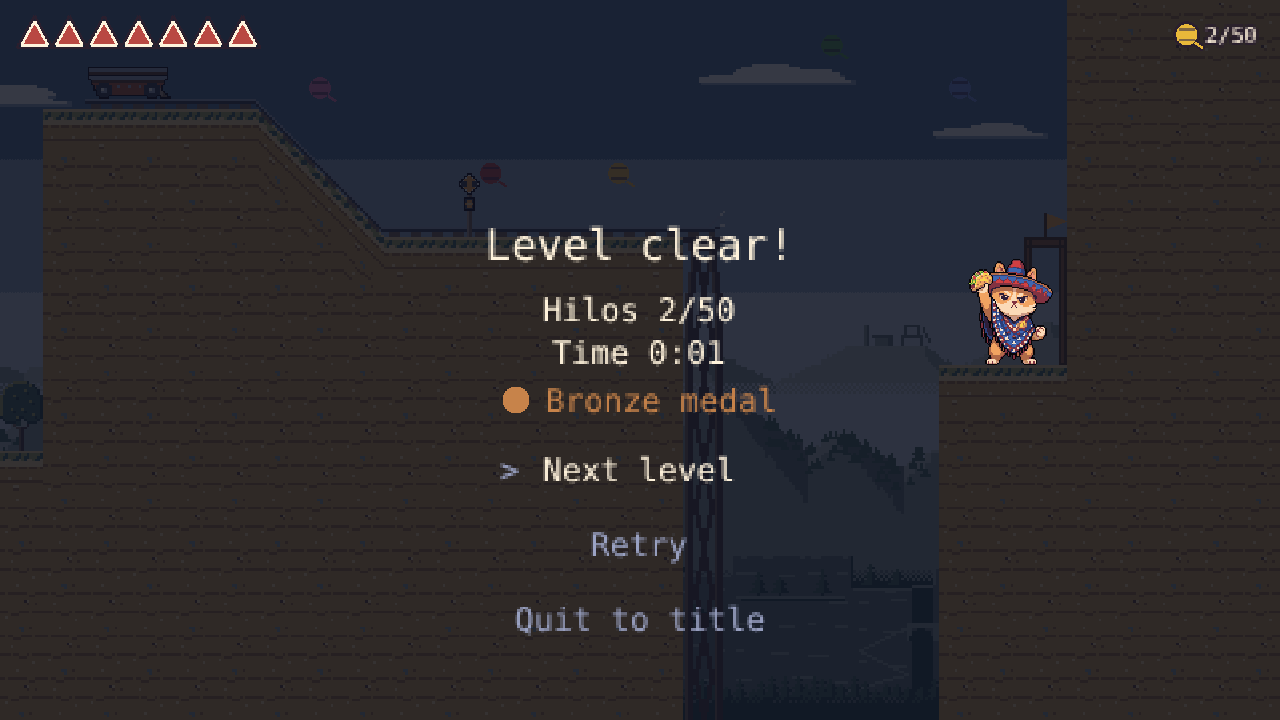 2/50
Level clear!
Hilos 2/50
Time 0:01
Bronze medal
> Next level
Retry
Quit to title